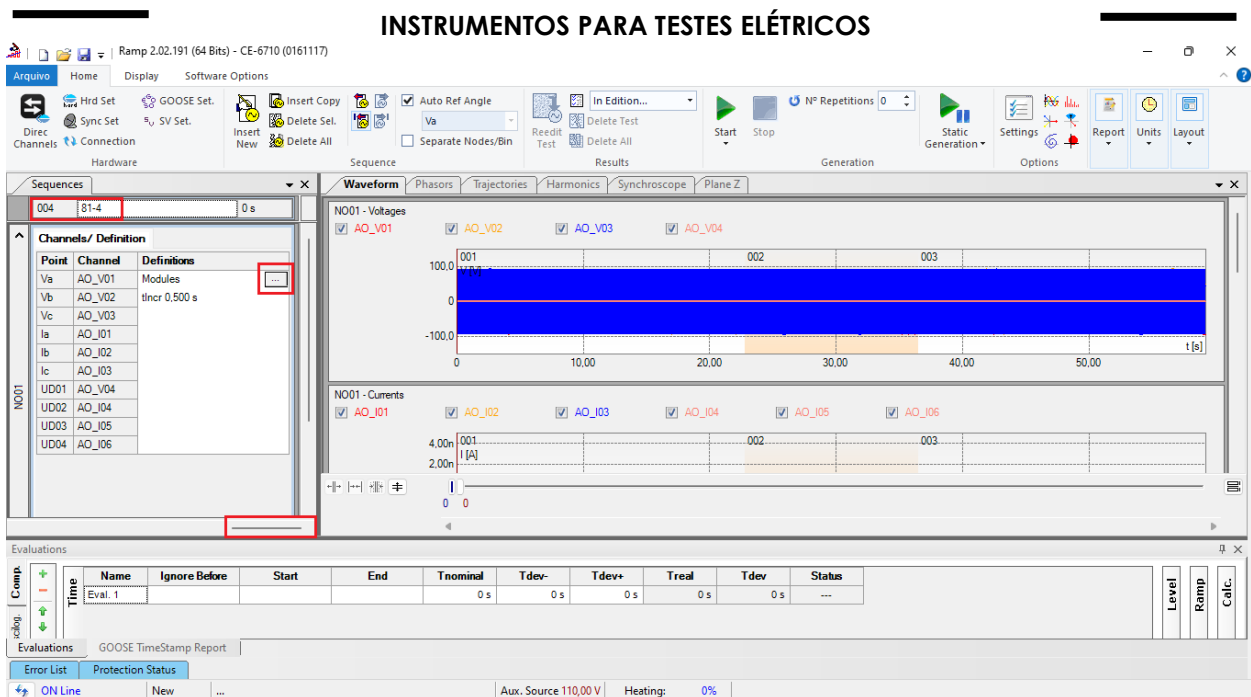 INSTRUMENTOS PARA TESTES ELÉTRICOS
Ramp 2.02.191 (64 Bits) - CE-6710 (0161117)
Arquivo Home Display Software Options
Direc Channels
Hrd Set
Sync Set
Connection
GOOSE Set.
SV Set.
Hardware
Insert New
Insert Copy
Delete Sel.
Delete All
Auto Ref Angle
Va
Separate Nodes/Bin
Sequence
Reedit Test
In Edition...
Delete Test
Delete All
Results
Start
Stop
Nº Repetitions 0
Static Generation
Generation
Settings
Options
Report
Units
Layout
Sequences
004 81-4 0 s
NO01
Channels/ Definition
Point Channel Definitions
Va AO_V01 Modules ...
Vb AO_V02 tIncr 0,500 s
Vc AO_V03
Ia AO_I01
Ib AO_I02
Ic AO_I03
UD01 AO_V04
UD02 AO_I04
UD03 AO_I05
UD04 AO_I06
Waveform Phasors Trajectories Harmonics Synchroscope Plane Z
NO01 - Voltages
AO_V01 AO_V02 AO_V03 AO_V04
001 002 003
100,0
0
-100,0
t [s]
0 10,00 20,00 30,00 40,00 50,00
NO01 - Currents
AO_I01 AO_I02 AO_I03 AO_I04 AO_I05 AO_I06
4,00n 001 002 003
I [A]
2,00n
0 0
Evaluations
Comp.
Time
Name Ignore Before Start End Tnominal Tdev- Tdev+ Treal Tdev Status
Eval. 1 0 s 0 s 0 s 0 s 0 s ---
Level
Ramp
Calc.
Evaluations GOOSE TimeStamp Report
Error List Protection Status
ON Line New ... Aux. Source 110,00 V Heating: 0%